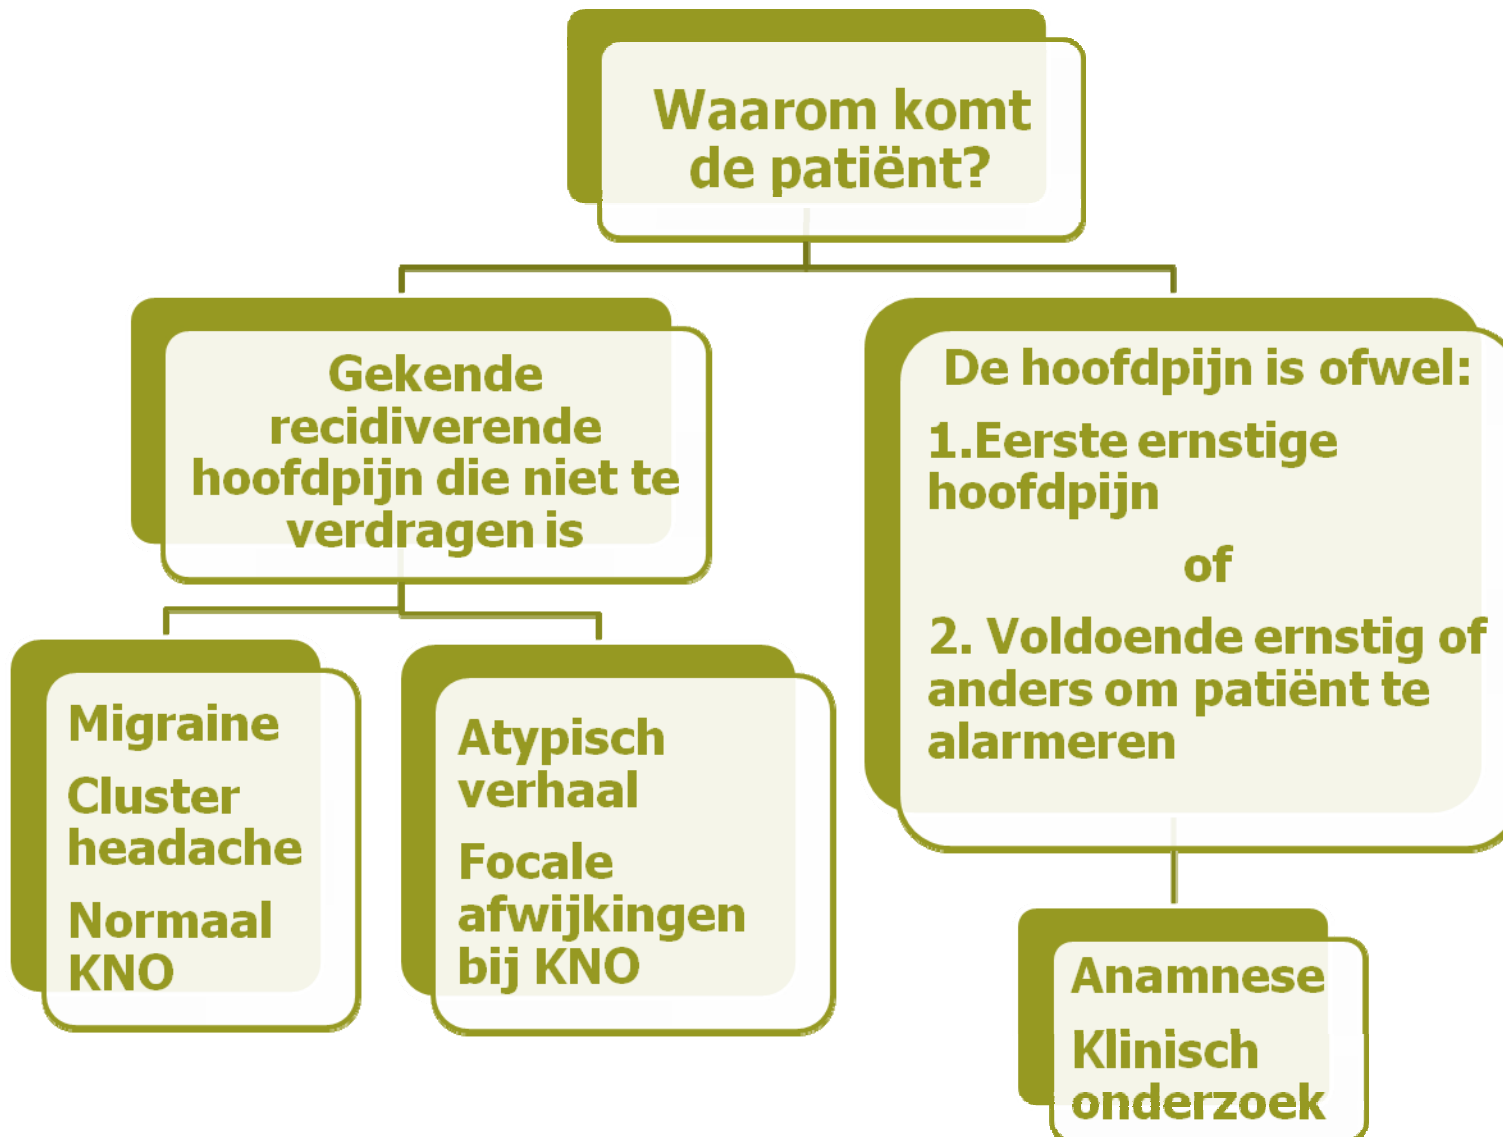 Waarom komt
de patiënt?
Gekende
recidiverende
hoofdpijn die niet te
verdragen is
De hoofdpijn is ofwel:
1.Eerste ernstige
hoofdpijn
of
2. Voldoende ernstig of
anders om patiënt te
alarmeren
Migraine
Cluster
headache
Normaal
KNO
Atypisch
verhaal
Focale
afwijkingen
bij KNO
Anamnese
Klinisch
onderzoek